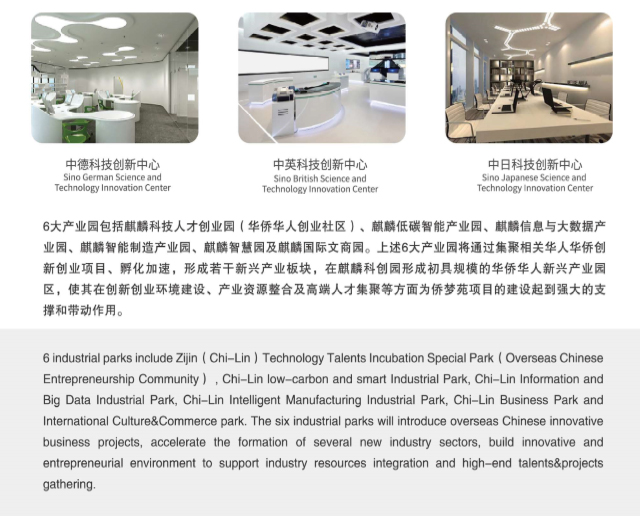 中德科技创新中心
Sino German Science and
Technology Innovation Center
中英科技创新中心
Sino British Science and
Technology Innovation Center
中日科技创新中心
Sino Japanese Science and
Technology Innovation Center
6大产业园包括麒麟科技人才创业园（华侨华人创业社区）、麒麟低碳智能产业园、麒麟信息与大数据产
业园、麒麟智能制造产业园、麒麟智慧园及麒麟国际文商园。上述6大产业园将通过集聚相关华人华侨创
新创业项目、孵化加速，形成若干新兴产业板块，在麒麟科创园形成初具规模的华侨华人新兴产业园
区，使其在创新创业环境建设、产业资源整合及高端人才集聚等方面为侨梦苑项目的建设起到强大的支
撑和带动作用。
6 industrial parks include Zijin（Chi-Lin）Technology Talents Incubation Special Park（Overseas Chinese
Entrepreneurship Community）, Chi-Lin low-carbon and smart Industrial Park, Chi-Lin Information and
Big Data Industrial Park, Chi-Lin Intelligent Manufacturing Industrial Park, Chi-Lin Business Park and
International Culture&Commerce park. The six industrial parks will introduce overseas Chinese innovative
business projects, accelerate the formation of several new industry sectors, build innovative and
entrepreneurial environment to support industry resources integration and high-end talents&projects
gathering.